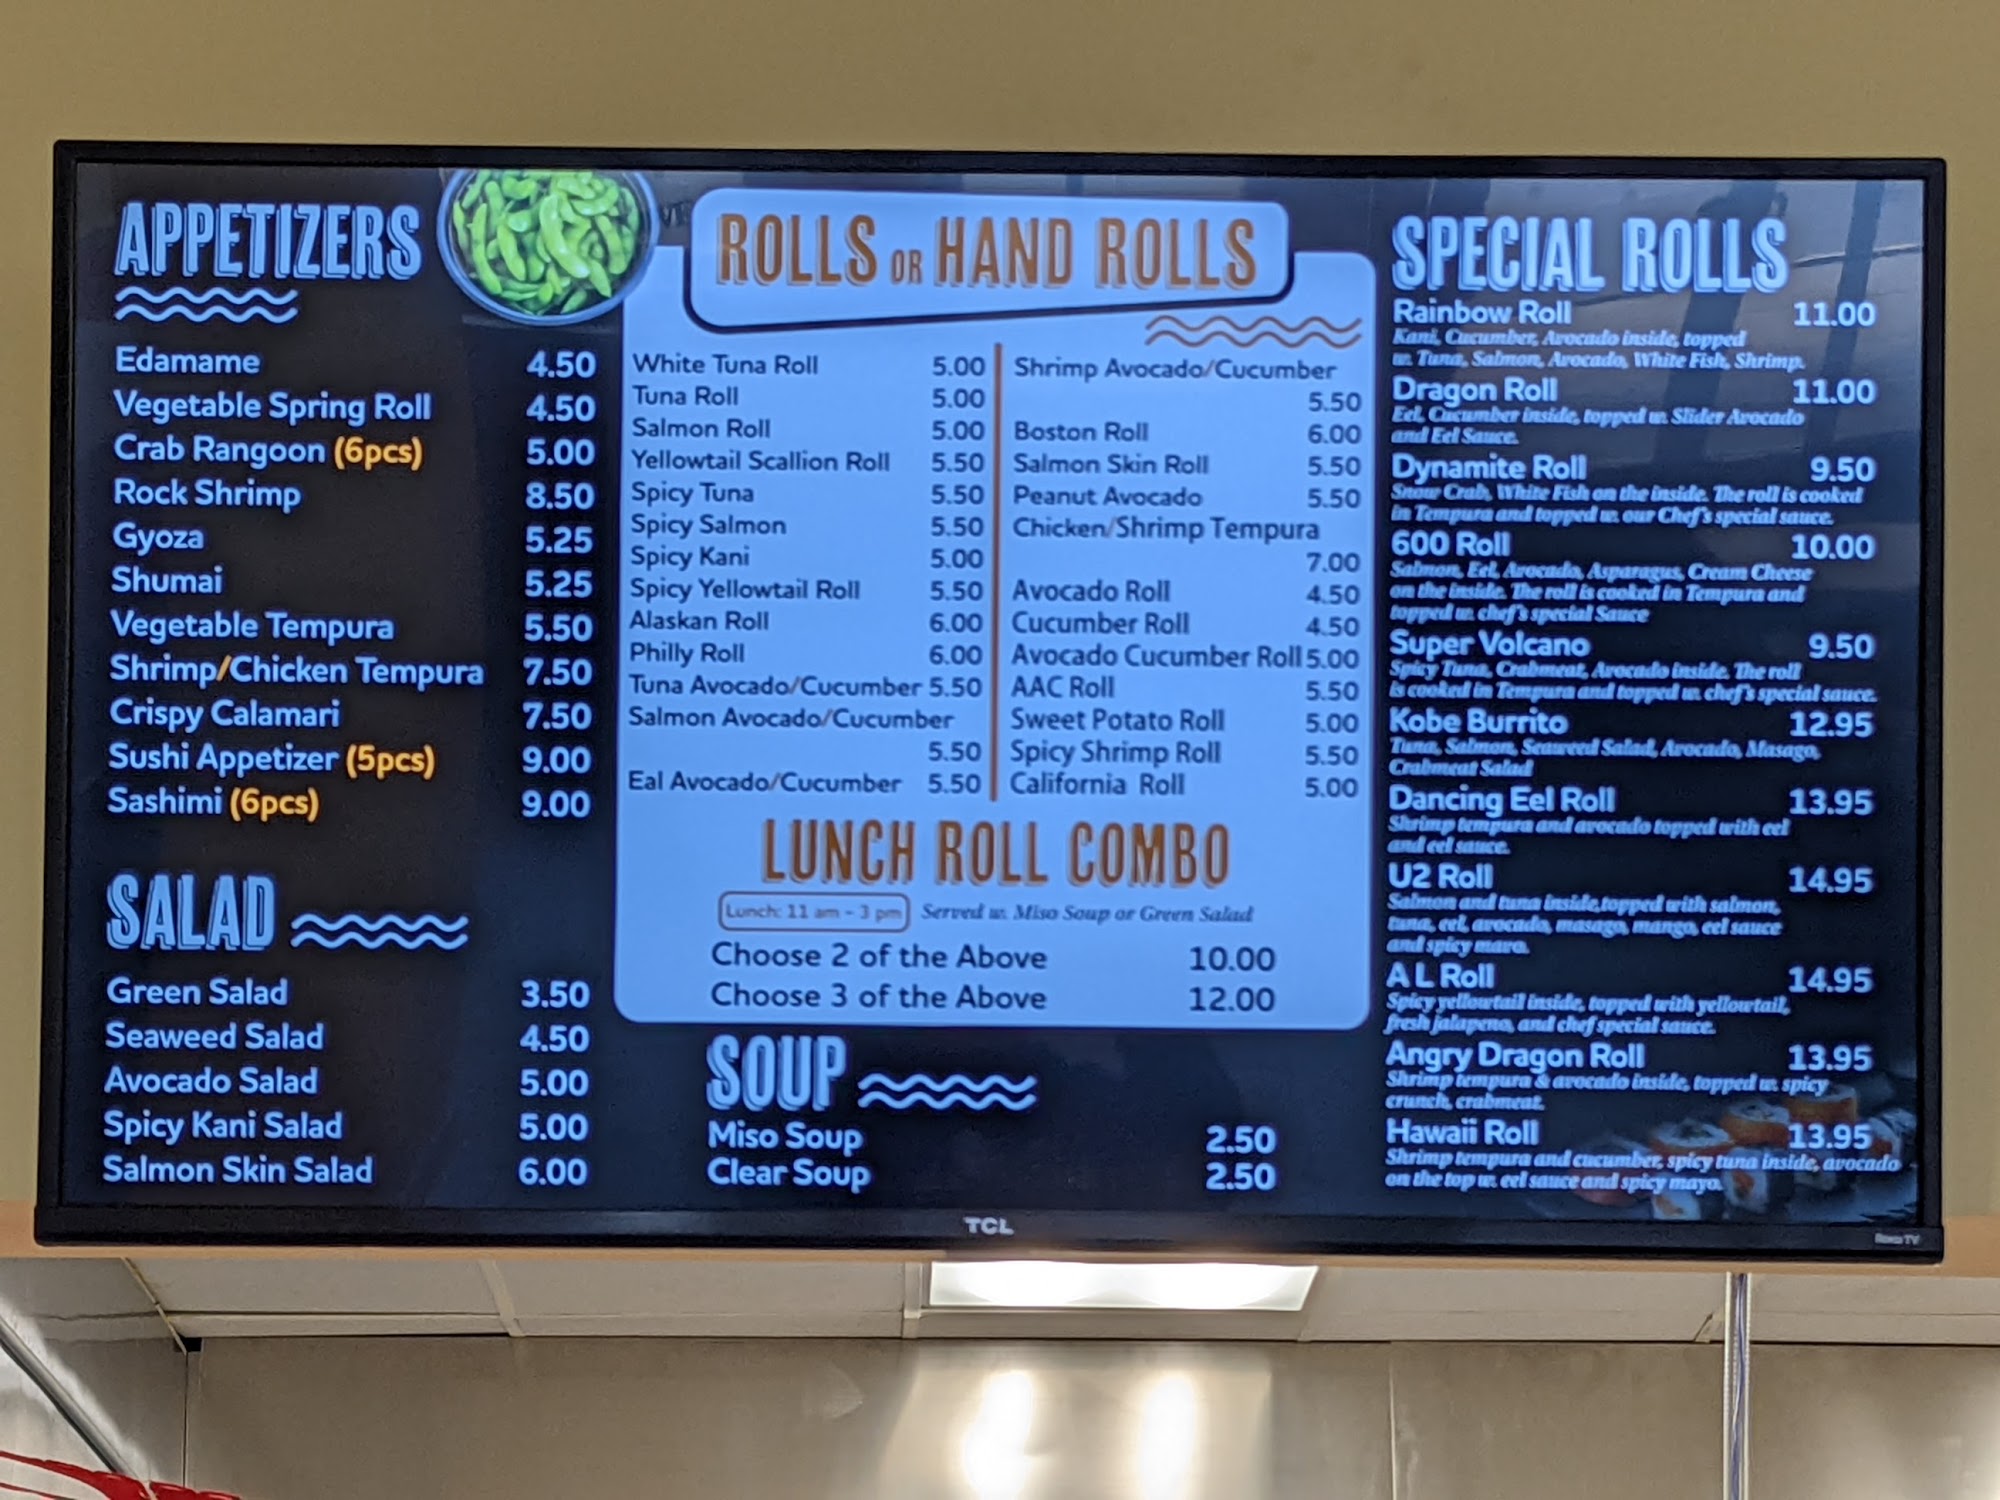 APPETIZERS
Edamame 4.50
Vegetable Spring Roll 4.50
Crab Rangoon (6pcs) 5.00
Rock Shrimp 8.50
Gyoza 5.25
Shumai 5.25
Vegetable Tempura 5.50
Shrimp/Chicken Tempura 7.50
Crispy Calamari 7.50
Sushi Appetizer (5pcs) 9.00
Sashimi (6pcs) 9.00
SALAD
Green Salad 3.50
Seaweed Salad 4.50
Avocado Salad 5.00
Spicy Kani Salad 5.00
Salmon Skin Salad 6.00
ROLLS OR HAND ROLLS
White Tuna Roll 5.00
Tuna Roll 5.00
Salmon Roll 5.00
Yellowtail Scallion Roll 5.50
Spicy Tuna 5.50
Spicy Salmon 5.50
Spicy Kani 5.00
Spicy Yellowtail Roll 5.50
Alaskan Roll 6.00
Philly Roll 6.00
Tuna Avocado/Cucumber 5.50
Salmon Avocado/Cucumber
5.50
Eal Avocado/Cucumber 5.50
Shrimp Avocado/Cucumber
5.50
Boston Roll 6.00
Salmon Skin Roll 5.50
Peanut Avocado 5.50
Chicken/Shrimp Tempura
7.00
Avocado Roll 4.50
Cucumber Roll 4.50
Avocado Cucumber Roll 5.00
AAC Roll 5.50
Sweet Potato Roll 5.00
Spicy Shrimp Roll 5.50
California Roll 5.00
LUNCH ROLL COMBO
Lunch: 11 am - 3 pm Served w. Miso Soup or Green Salad
Choose 2 of the Above 10.00
Choose 3 of the Above 12.00
SOUP
Miso Soup 2.50
Clear Soup 2.50
SPECIAL ROLLS
Rainbow Roll 11.00
Kani, Cucumber, Avocado inside, topped
w. Tuna, Salmon, Avocado, White Fish, Shrimp.
Dragon Roll 11.00
Eel, Cucumber inside, topped w. Slider Avocado
and Eel Sauce.
Dynamite Roll 9.50
Snow Crab, White Fish on the inside. The roll is cooked
in Tempura and topped w. our Chef's special sauce.
600 Roll 10.00
Salmon, Eel, Avocado, Asparagus, Cream Cheese
on the inside. The roll is cooked in Tempura and
topped w. chef's special Sauce
Super Volcano 9.50
Spicy Tuna, Crabmeat, Avocado inside. The roll
is cooked in Tempura and topped w. chef's special sauce.
Kobe Burrito 12.95
Tuna, Salmon, Seaweed Salad, Avocado, Masago,
Crabmeat Salad
Dancing Eel Roll 13.95
Shrimp tempura and avocado topped with eel
and eel sauce.
U2 Roll 14.95
Salmon and tuna inside,topped with salmon,
tuna, eel, avocado, masago, mango, eel sauce
and spicy mayo.
A L Roll 14.95
Spicy yellowtail inside, topped with yellowtail,
fresh jalapeno, and chef special sauce.
Angry Dragon Roll 13.95
Shrimp tempura & avocado inside, topped w. spicy
crunch, crabmeat.
Hawaii Roll 13.95
Shrimp tempura and cucumber, spicy tuna inside, avocado
on the top w. eel sauce and spicy mayo.
TCL
Roku TV